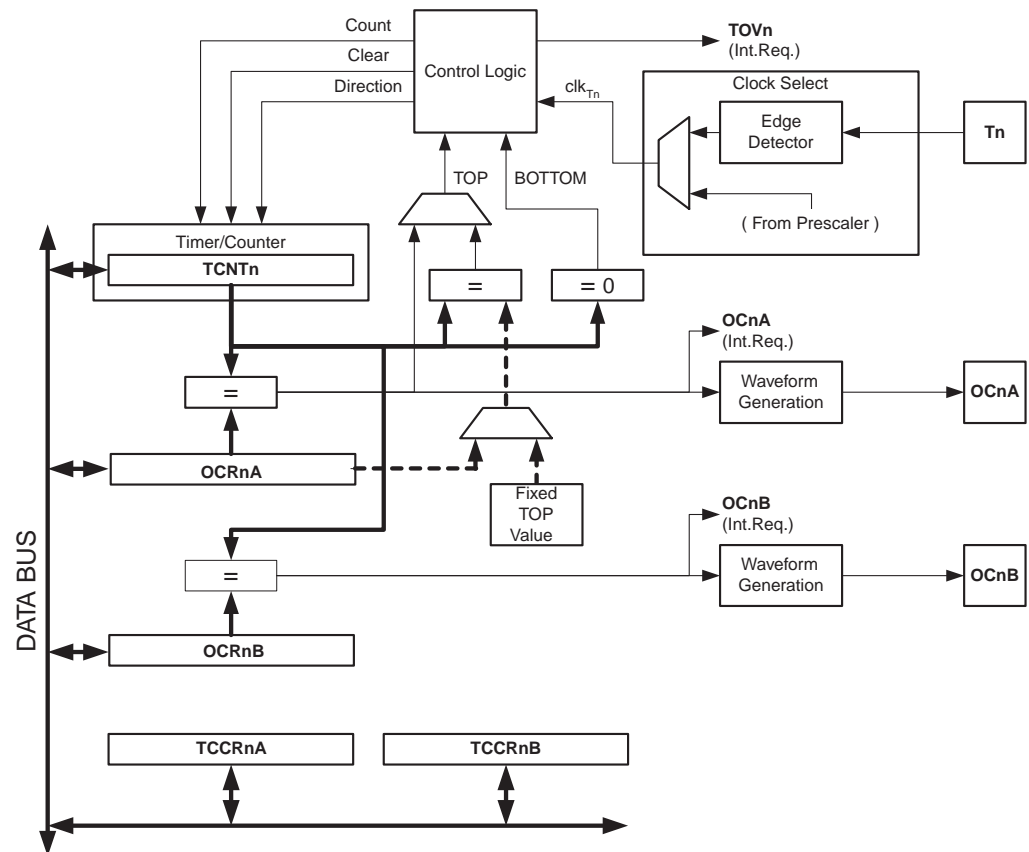 Count
Clear
Direction
Control Logic
TOVn
(Int.Req.)
clkTn
Clock Select
Edge
Detector
Tn
( From Prescaler )
TOP
BOTTOM
Timer/Counter
TCNTn
=
= 0
OCnA
(Int.Req.)
=
Waveform
Generation
OCnA
OCRnA
Fixed
TOP
Value
OCnB
(Int.Req.)
=
Waveform
Generation
OCnB
OCRnB
DATA BUS
TCCRnA
TCCRnB